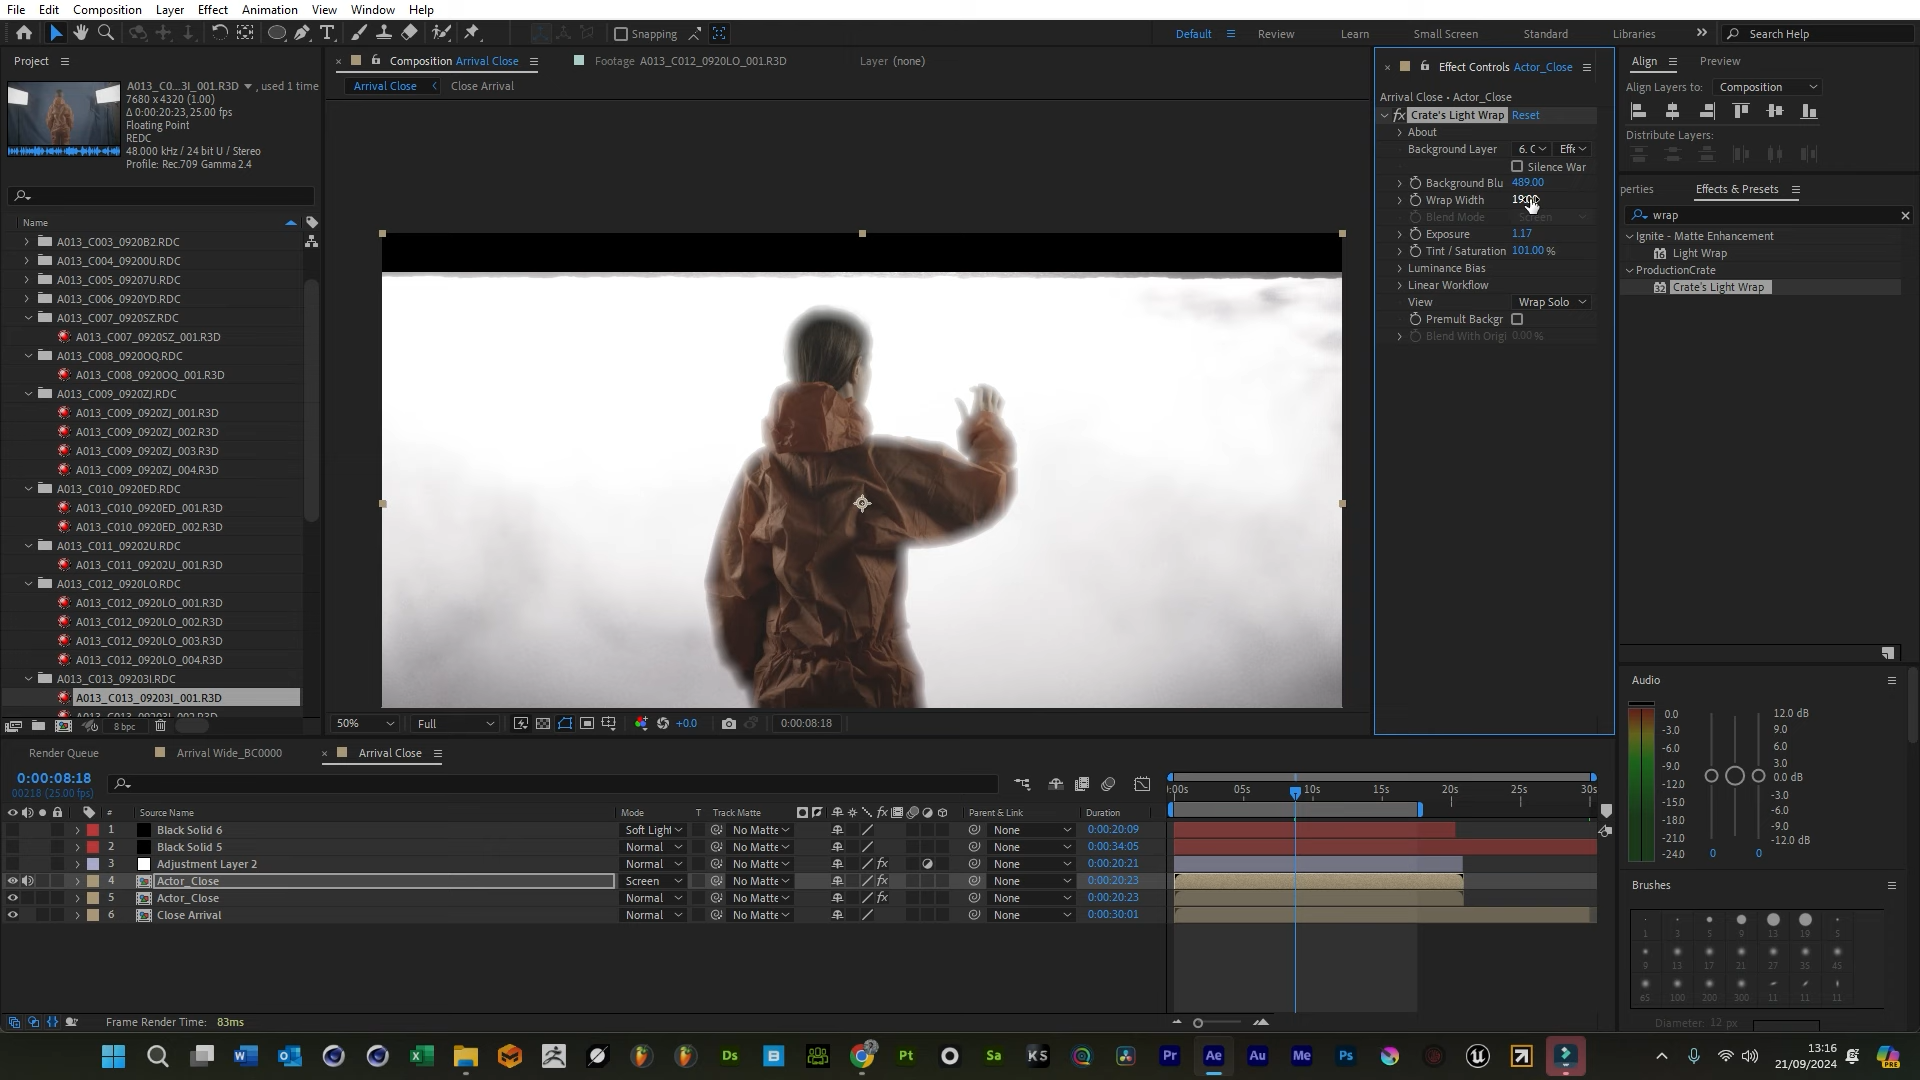 File Edit Composition Layer Effect Animation View Window Help
Snapping
Default Review Learn Small Screen Standard Libraries Search Help
Project
A013_C0...3I_001.R3D , used 1 time
7680 x 4320 (1.00)
Δ 0:00:20:23, 25.00 fps
Floating Point
REDC
48.000 kHz / 24 bit U / Stereo
Profile: Rec.709 Gamma 2.4
Name
A013_C003_0920B2.RDC
A013_C004_09200U.RDC
A013_C005_09207U.RDC
A013_C006_0920YD.RDC
A013_C007_0920SZ.RDC
A013_C007_0920SZ_001.R3D
A013_C008_0920OQ.RDC
A013_C008_0920OQ_001.R3D
A013_C009_0920ZJ.RDC
A013_C009_0920ZJ_001.R3D
A013_C009_0920ZJ_002.R3D
A013_C009_0920ZJ_003.R3D
A013_C009_0920ZJ_004.R3D
A013_C010_0920ED.RDC
A013_C010_0920ED_001.R3D
A013_C010_0920ED_002.R3D
A013_C011_09202U.RDC
A013_C011_09202U_001.R3D
A013_C012_0920LO.RDC
A013_C012_0920LO_001.R3D
A013_C012_0920LO_002.R3D
A013_C012_0920LO_003.R3D
A013_C012_0920LO_004.R3D
A013_C013_09203I.RDC
A013_C013_09203I_001.R3D
8 bpc
Composition Arrival Close Footage A013_C012_0920LO_001.R3D Layer (none)
Arrival Close Close Arrival
50% Full +0.0 0:00:08:18
Effect Controls Actor_Close
Arrival Close • Actor_Close
fx Crate's Light Wrap Reset
About
Background Layer 6. C Effe
Silence War
Background Blu 489.00
Wrap Width 19.00
Blend Mode Screen
Exposure 1.17
Tint / Saturation 101.00 %
Luminance Bias
Linear Workflow
View Wrap Solo
Premult Backgr
Blend With Origi 0.00 %
Align Preview
Align Layers to: Composition
Distribute Layers:
perties Effects & Presets
wrap
Ignite - Matte Enhancement
16 Light Wrap
ProductionCrate
32 Crate's Light Wrap
Audio
0.0 12.0 dB
-3.0 9.0
-6.0 6.0
-9.0 3.0
-12.0 0.0 dB
-15.0 -3.0
-18.0 -6.0
-21.0 -9.0
-24.0 -12.0 dB
0 0
Brushes
1 3 5 9 13 19 5
9 13 17 21 27 35 45
65 100 200 300 11 11 11
Diameter: 12 px
Render Queue Arrival Wide_BC0000 Arrival Close
0:00:08:18
00218 (25.00 fps)
# Source Name Mode T Track Matte fx Parent & Link Duration
:00s 05s 10s 15s 20s 25s 30s
1 Black Solid 6 Soft Light No Matte None 0:00:20:09
2 Black Solid 5 Normal No Matte None 0:00:34:05
3 Adjustment Layer 2 Normal No Matte fx None 0:00:20:21
4 Actor_Close Screen No Matte fx None 0:00:20:23
5 Actor_Close Normal No Matte fx None 0:00:20:23
6 Close Arrival Normal No Matte None 0:00:30:01
Frame Render Time: 83ms
Ds Pt Sa KS Pr Ae Au Me Ps
13:16
21/09/2024
PRE